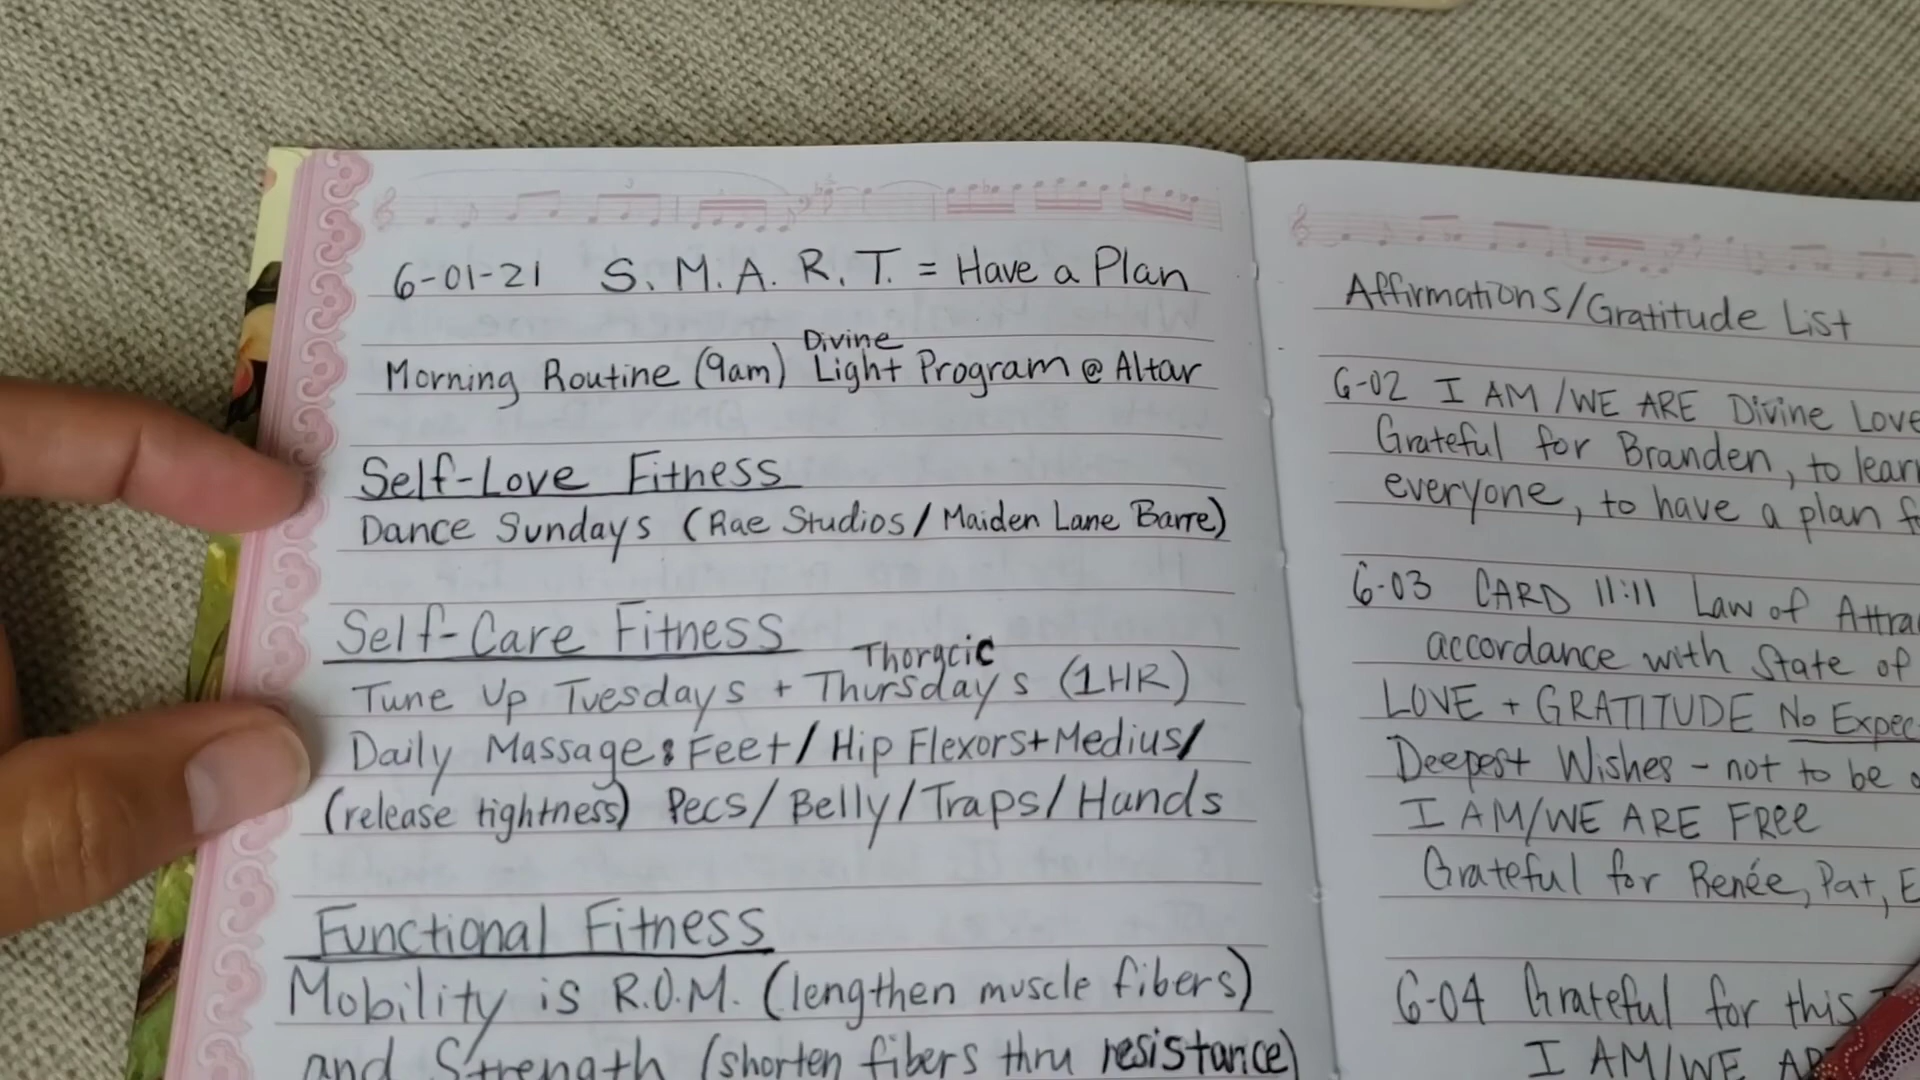 6-01-21 S.M.A.R.T. = Have a Plan
Divine
Morning Routine (9am) Light Program @ Altar
Self-Love Fitness
Dance Sundays (Rae Studios/Maiden Lane Barre)
Self-Care Fitness
Thoracic
Tune Up Tuesdays + Thursdays (1HR)
Daily Massage: Feet/Hip Flexors+Medius/
(release tightness) Pecs/Belly/Traps/Hands
Functional Fitness
Mobility is R.O.M. (lengthen muscle fibers)
and Strength (shorten fibers thru resistance)
Affirmations/Gratitude List
6-02 I AM/WE ARE Divine Love
Grateful for Branden, to learn
everyone, to have a plan
6-03 CARD 11:11 Law of
accordance with State of
LOVE + GRATITUDE No
Deepest Wishes - not to be
I AM/WE ARE FREE
Grateful for Renée, Pat,
6-04 Grateful for this
I AM/WE